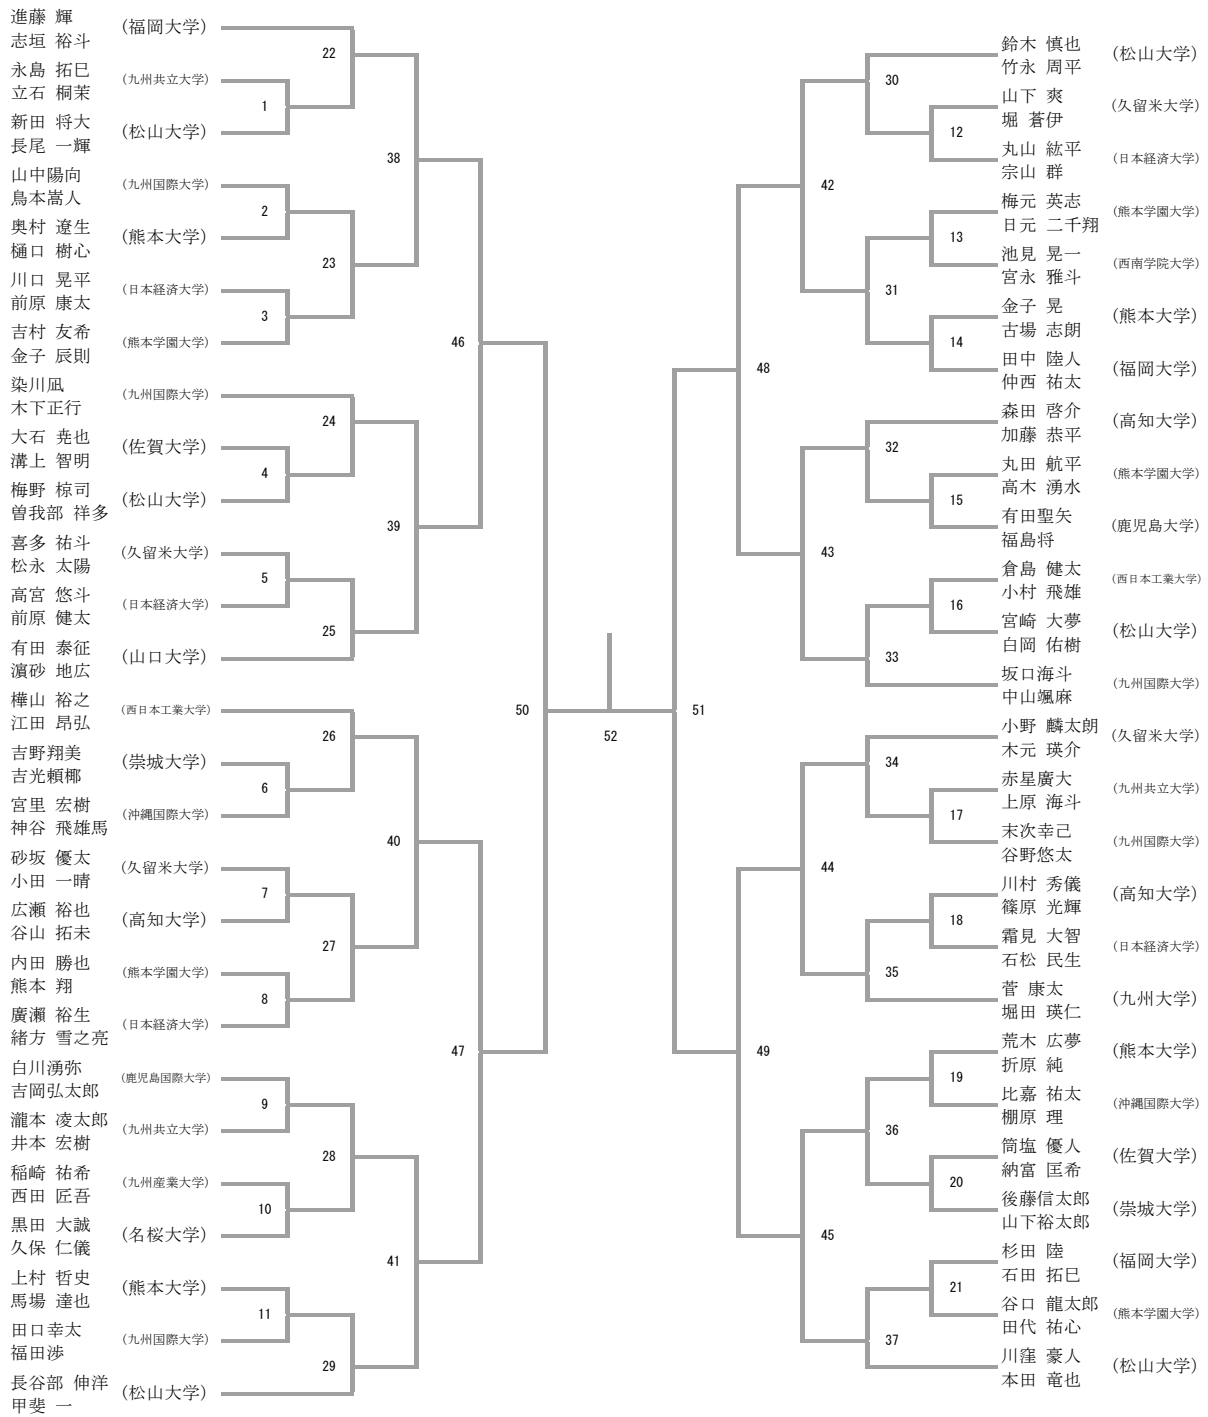 進藤 輝
志垣 裕斗
(福岡大学)
永島 拓巳
立石 桐茉
(九州共立大学)
新田 将大
長尾 一輝
(松山大学)
山中陽向
鳥本嵩人
(九州国際大学)
奥村 遼生
樋口 樹心
(熊本大学)
川口 晃平
前原 康太
(日本経済大学)
吉村 友希
金子 辰則
(熊本学園大学)
染川凪
木下正行
(九州国際大学)
大石 尭也
溝上 智明
(佐賀大学)
梅野 椋司
曽我部 祥多
(松山大学)
喜多 祐斗
松永 太陽
(久留米大学)
高宮 悠斗
前原 健太
(日本経済大学)
有田 泰征
濵砂 地広
(山口大学)
樺山 裕之
江田 昂弘
(西日本工業大学)
吉野翔美
吉光頼椰
(崇城大学)
宮里 宏樹
神谷 飛雄馬
(沖縄国際大学)
砂坂 優太
小田 一晴
(久留米大学)
広瀬 裕也
谷山 拓未
(高知大学)
内田 勝也
熊本 翔
(熊本学園大学)
廣瀬 裕生
緒方 雪之亮
(日本経済大学)
白川湧弥
吉岡弘太郎
(鹿児島国際大学)
瀧本 凌太郎
井本 宏樹
(九州共立大学)
稲崎 祐希
西田 匠吾
(九州産業大学)
黒田 大誠
久保 仁儀
(名桜大学)
上村 哲史
馬場 達也
(熊本大学)
田口幸太
福田渉
(九州国際大学)
長谷部 伸洋
甲斐 一
(松山大学)
1
2
3
4
5
6
7
8
9
10
11
22
23
24
25
26
27
28
29
38
39
40
41
46
47
50
52
51
48
49
42
43
44
45
30
31
32
33
34
35
36
37
12
13
14
15
16
17
18
19
20
21
鈴木 慎也
竹永 周平
(松山大学)
山下 爽
堀 蒼伊
(久留米大学)
丸山 紘平
宗山 群
(日本経済大学)
梅元 英志
日元 二千翔
(熊本学園大学)
池見 晃一
宮永 雅斗
(西南学院大学)
金子 晃
古場 志朗
(熊本大学)
田中 陸人
仲西 祐太
(福岡大学)
森田 啓介
加藤 恭平
(高知大学)
丸田 航平
高木 湧水
(熊本学園大学)
有田聖矢
福島将
(鹿児島大学)
倉島 健太
小村 飛雄
(西日本工業大学)
宮崎 大夢
白岡 佑樹
(松山大学)
坂口海斗
中山颯麻
(九州国際大学)
小野 麟太朗
木元 瑛介
(久留米大学)
赤星廣大
上原 海斗
(九州共立大学)
末次幸己
谷野悠太
(九州国際大学)
川村 秀儀
篠原 光輝
(高知大学)
霜見 大智
石松 民生
(日本経済大学)
菅 康太
堀田 瑛仁
(九州大学)
荒木 広夢
折原 純
(熊本大学)
比嘉 祐太
棚原 理
(沖縄国際大学)
筒塩 優人
納富 匡希
(佐賀大学)
後藤信太郎
山下裕太郎
(崇城大学)
杉田 陸
石田 拓巳
(福岡大学)
谷口 龍太郎
田代 祐心
(熊本学園大学)
川窪 豪人
本田 竜也
(松山大学)